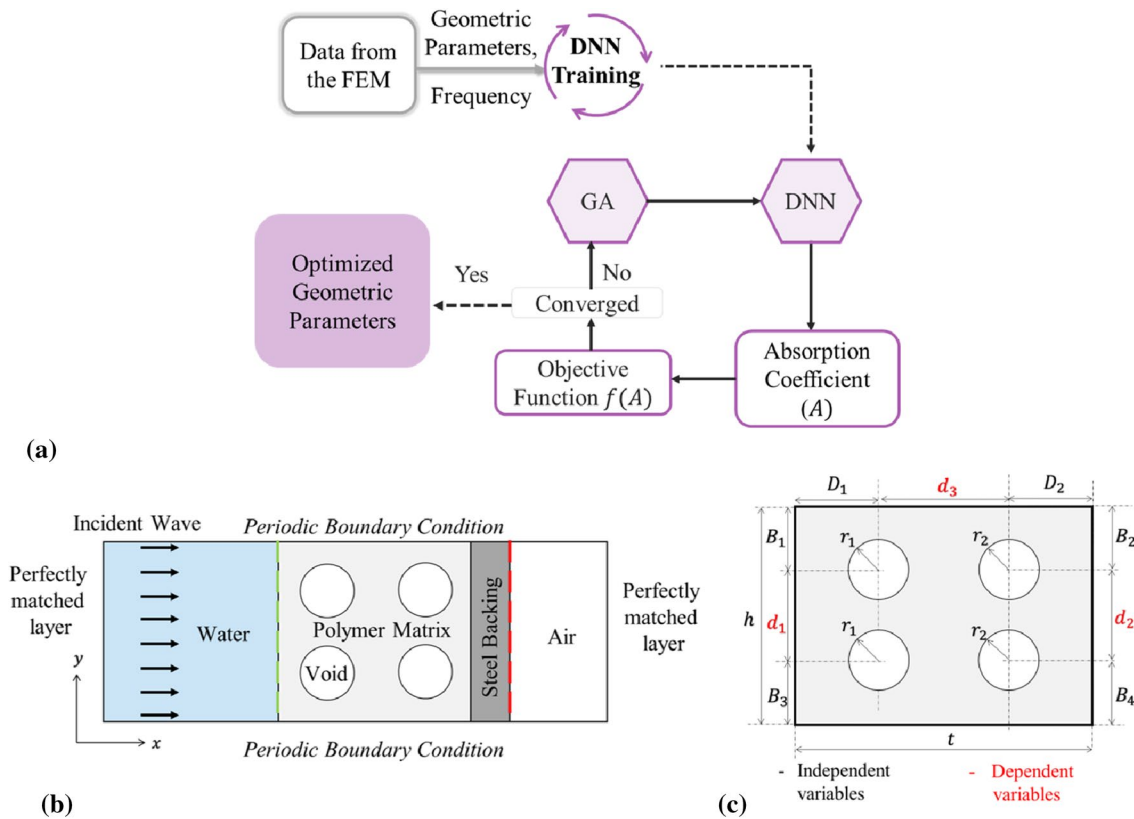 Data from
the FEM
Geometric
Parameters,
Frequency
DNN
Training
GA
DNN
Optimized
Geometric
Parameters
Yes
No
Converged
Objective
Function f(A)
Absorption
Coefficient
(A)
(a)
Incident Wave
Periodic Boundary Condition
Perfectly
matched
layer
Water
Polymer Matrix
Void
Steel Backing
Air
Perfectly
matched
layer
y
x
Periodic Boundary Condition
(b)
D₁
d₃
D₂
B₁
r₁
r₂
B₂
h
d₁
d₂
r₁
r₂
B₃
B₄
t
- Independent
variables
- Dependent
variables
(c)